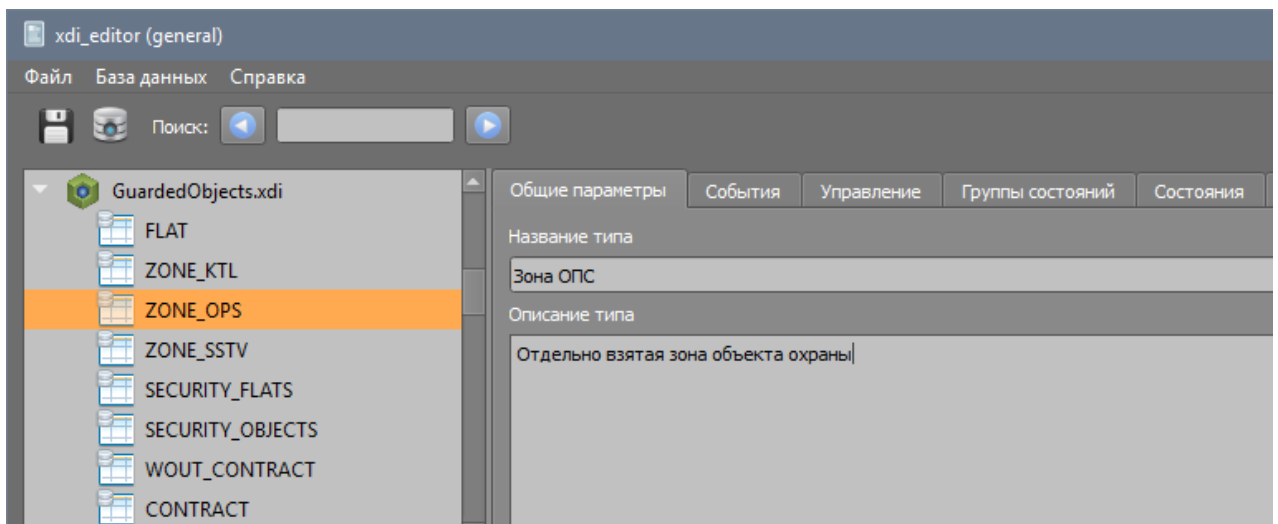 xdi_editor (general)
Файл База данных Справка
Поиск:
GuardedObjects.xdi
FLAT
ZONE_KTL
ZONE_OPS
ZONE_SSTV
SECURITY_FLATS
SECURITY_OBJECTS
WOUT_CONTRACT
CONTRACT
Общие параметры События Управление Группы состояний Состояния
Название типа
Зона ОПС
Описание типа
Отдельно взятая зона объекта охраны